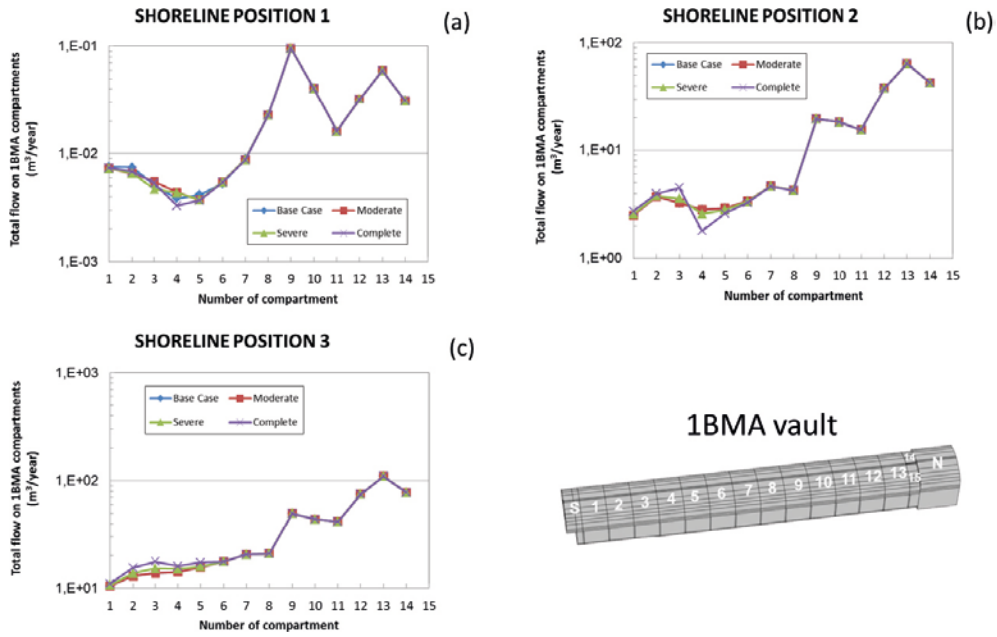 SHORELINE POSITION 1
(a)
Total flow on 1BMA compartments
(m³/year)
1,E-01
1,E-02
1,E-03
Base Case
Moderate
Severe
Complete
1 2 3 4 5 6 7 8 9 10 11 12 13 14 15
Number of compartment
SHORELINE POSITION 2
(b)
Total flow on 1BMA compartments
(m³/year)
1,E+02
1,E+01
1,E+00
Base Case
Moderate
Severe
Complete
1 2 3 4 5 6 7 8 9 10 11 12 13 14 15
Number of compartment
SHORELINE POSITION 3
(c)
Total flow on 1BMA compartments
(m³/year)
1,E+03
1,E+02
1,E+01
Base Case
Moderate
Severe
Complete
1 2 3 4 5 6 7 8 9 10 11 12 13 14 15
Number of compartment
1BMA vault
S 1 2 3 4 5 6 7 8 9 10 11 12 13 14 15 N